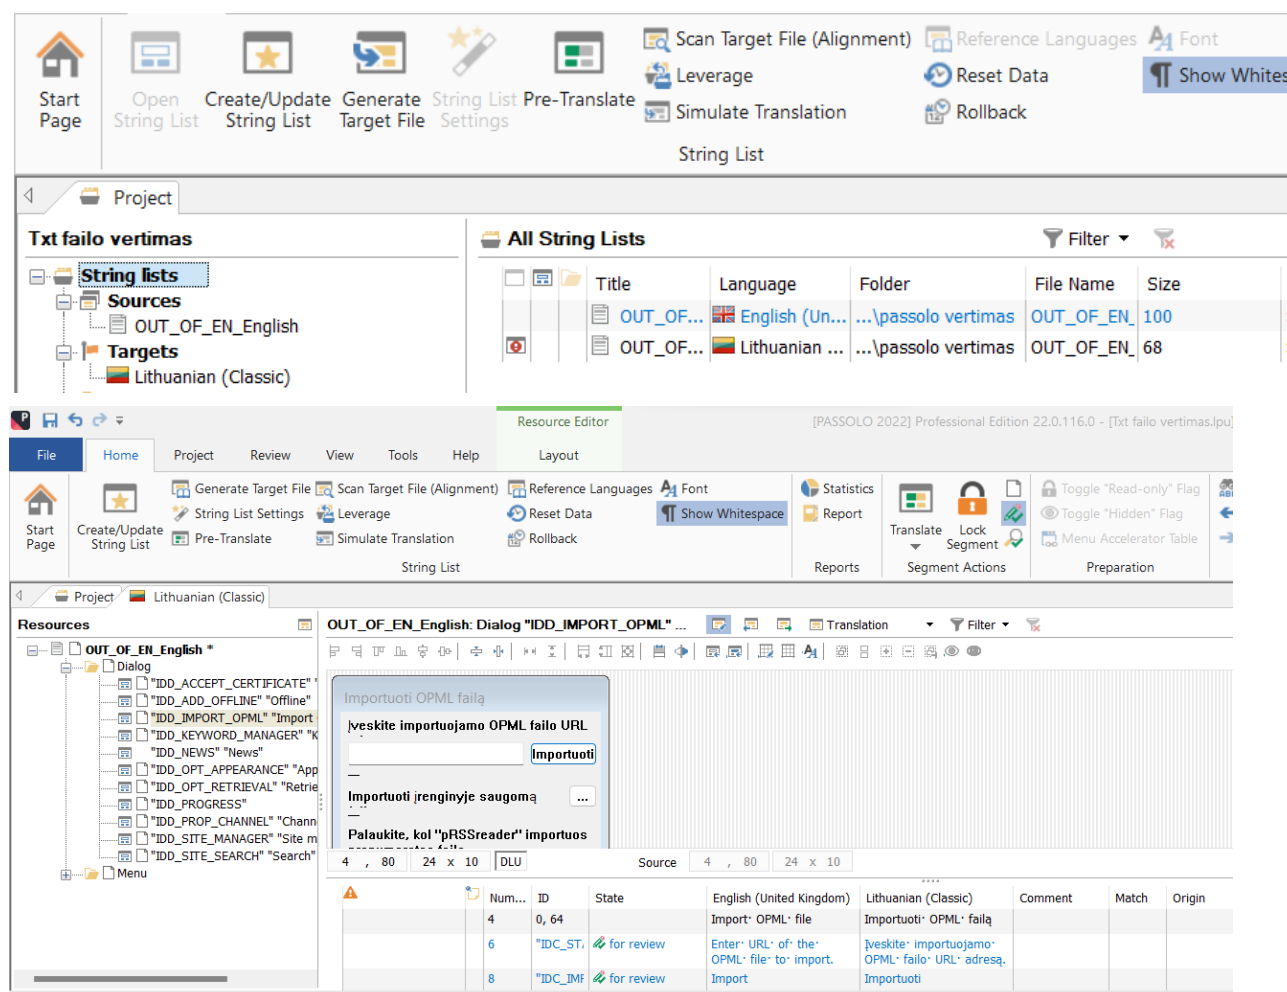 Start Page
Open String List
Create/Update String List
Generate Target File
String List Settings
Pre-Translate
Scan Target File (Alignment)
Leverage
Simulate Translation
Reference Languages
Reset Data
Rollback
Font
Show
String List
Project
Txt failo vertimas
String lists
Sources
OUT_OF_EN_English
Targets
Lithuanian (Classic)
All String Lists
Filter
Title Language Folder File Name Size
OUT_OF... English (Un... ...\passolo vertimas OUT_OF_EN_ 100
OUT_OF... Lithuanian ... ...\passolo vertimas OUT_OF_EN_ 68
Resource Editor
[PASSOLO 2022] Professional Edition 22.0.116.0 - [Txt failo vertimas.lpu]
File Home Project Review View Tools Help Layout
Start Page
Create/Update String List
Generate Target File
String List Settings
Pre-Translate
Scan Target File (Alignment)
Leverage
Simulate Translation
Reference Languages
Reset Data
Rollback
Font
Show Whitespace
String List
Statistics
Report
Reports
Translate
Lock Segment
Segment Actions
Toggle "Read-only" Flag
Toggle "Hidden" Flag
Menu Accelerator Table
Preparation
Project
Lithuanian (Classic)
Resources
OUT_OF_EN_English *
Dialog
"IDD_ACCEPT_CERTIFICATE" "
"IDD_ADD_OFFLINE" "Offline"
"IDD_IMPORT_OPML" "Import
"IDD_KEYWORD_MANAGER" "K
"IDD_NEWS" "News"
"IDD_OPT_APPEARANCE" "App
"IDD_OPT_RETRIEVAL" "Retrie
"IDD_PROGRESS"
"IDD_PROP_CHANNEL" "Chann
"IDD_SITE_MANAGER" "Site m
"IDD_SITE_SEARCH" "Search"
Menu
OUT_OF_EN_English: Dialog "IDD_IMPORT_OPML" ...
Translation
Filter
Importuoti OPML failą
Įveskite importuojamo OPML failo URL
Importuoti
Importuoti įrenginyje saugomą
...
Palaukite, kol "pRSSreader" importuos
4 , 80 24 x 10 DLU Source 4 , 80 24 x 10
Num... ID State English (United Kingdom) Lithuanian (Classic) Comment Match Origin
4 0, 64 Import· OPML· file Importuoti· OPML· failą
6 "IDC_ST. for review Enter· URL· of· the· OPML· file· to· import. Įveskite· importuojamo· OPML· failo· URL· adresą.
8 "IDC_IMF for review Import Importuoti